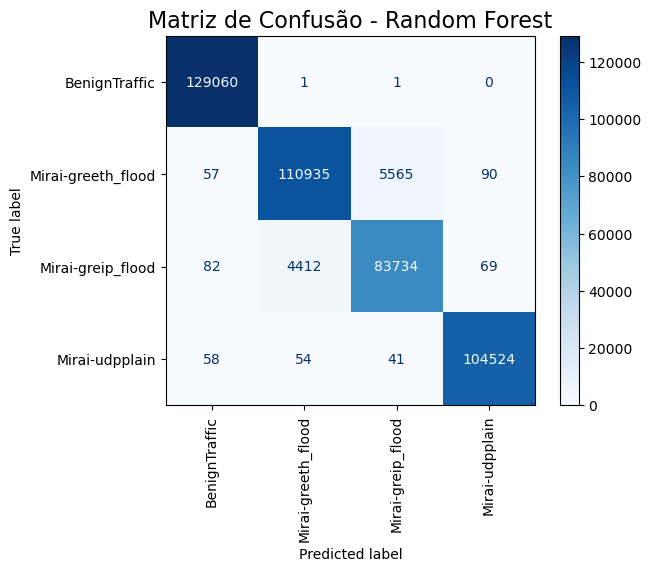 Matriz de Confusão - Random Forest
True label
BenignTraffic 129060 1 1 0
Mirai-greeth_flood 57 110935 5565 90
Mirai-greip_flood 82 4412 83734 69
Mirai-udpplain 58 54 41 104524
BenignTraffic
Mirai-greeth_flood
Mirai-greip_flood
Mirai-udpplain
Predicted label
120000
100000
80000
60000
40000
20000
0